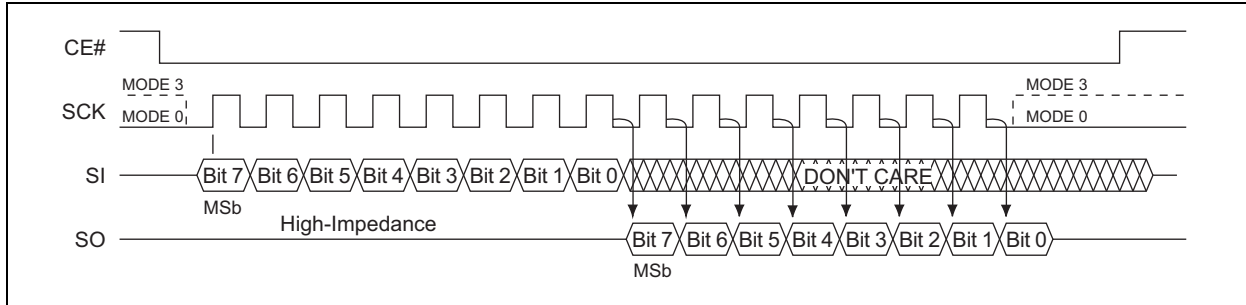 CE#
MODE 3
MODE 3
SCK
MODE 0
MODE 0
SI
Bit 7 Bit 6 Bit 5 Bit 4 Bit 3 Bit 2 Bit 1 Bit 0
DON'T CARE
MSb
High-Impedance
SO
Bit 7 Bit 6 Bit 5 Bit 4 Bit 3 Bit 2 Bit 1 Bit 0
MSb